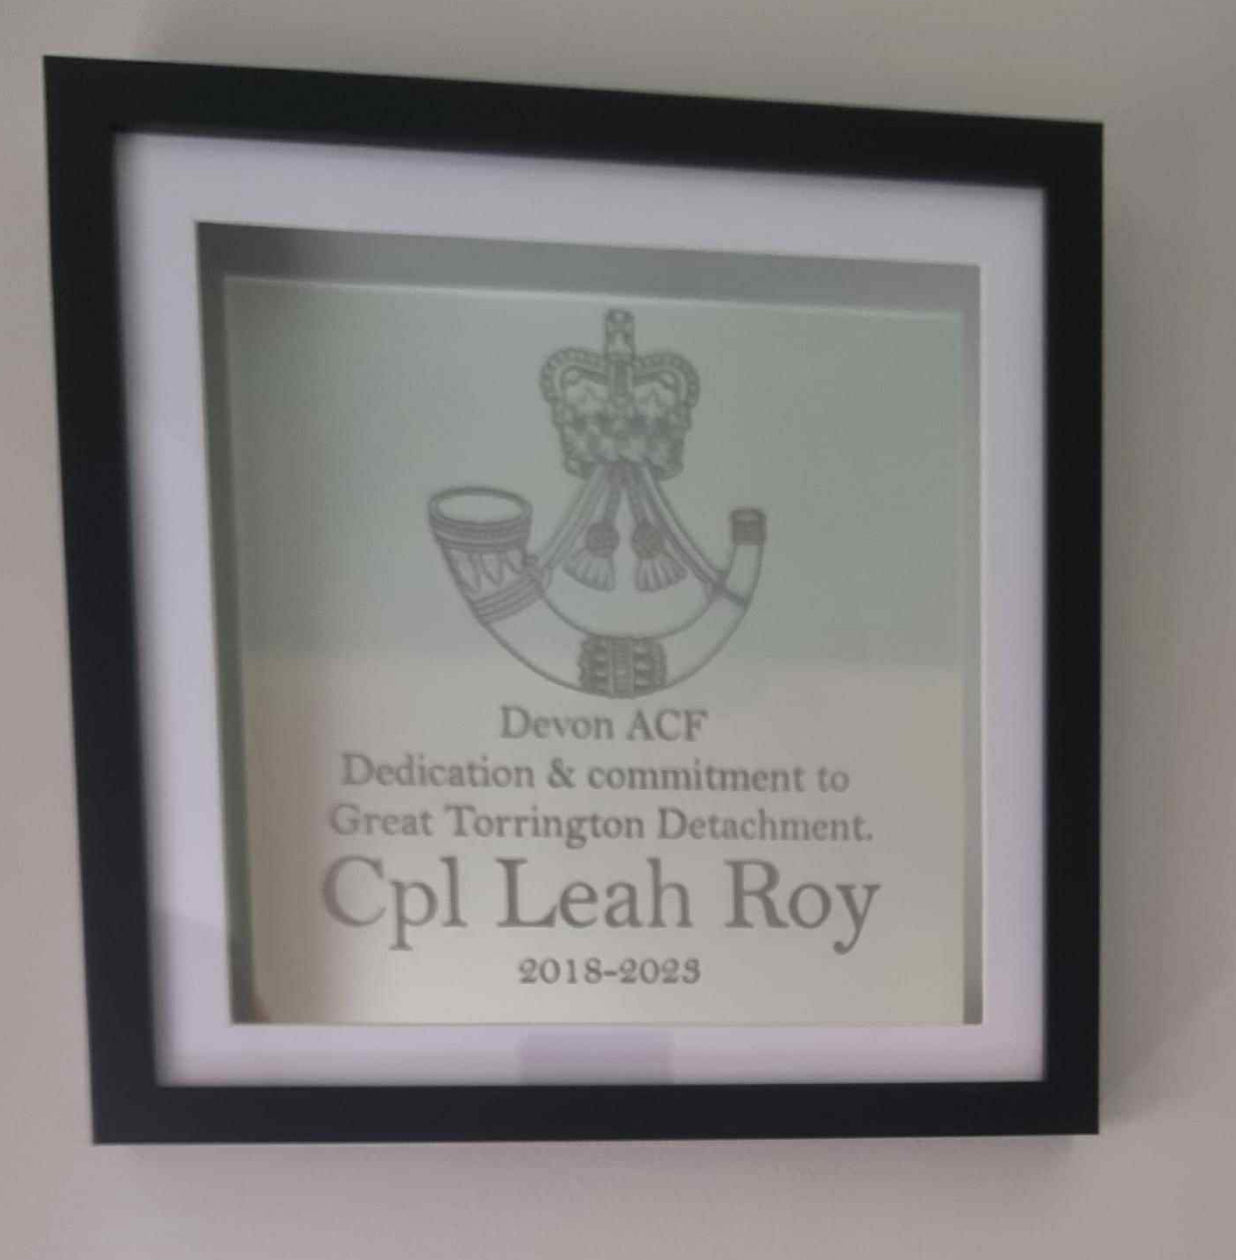 Devon ACF
Dedication & commitment to
Great Torrington Detachment.
Cpl Leah Roy
2018-2023